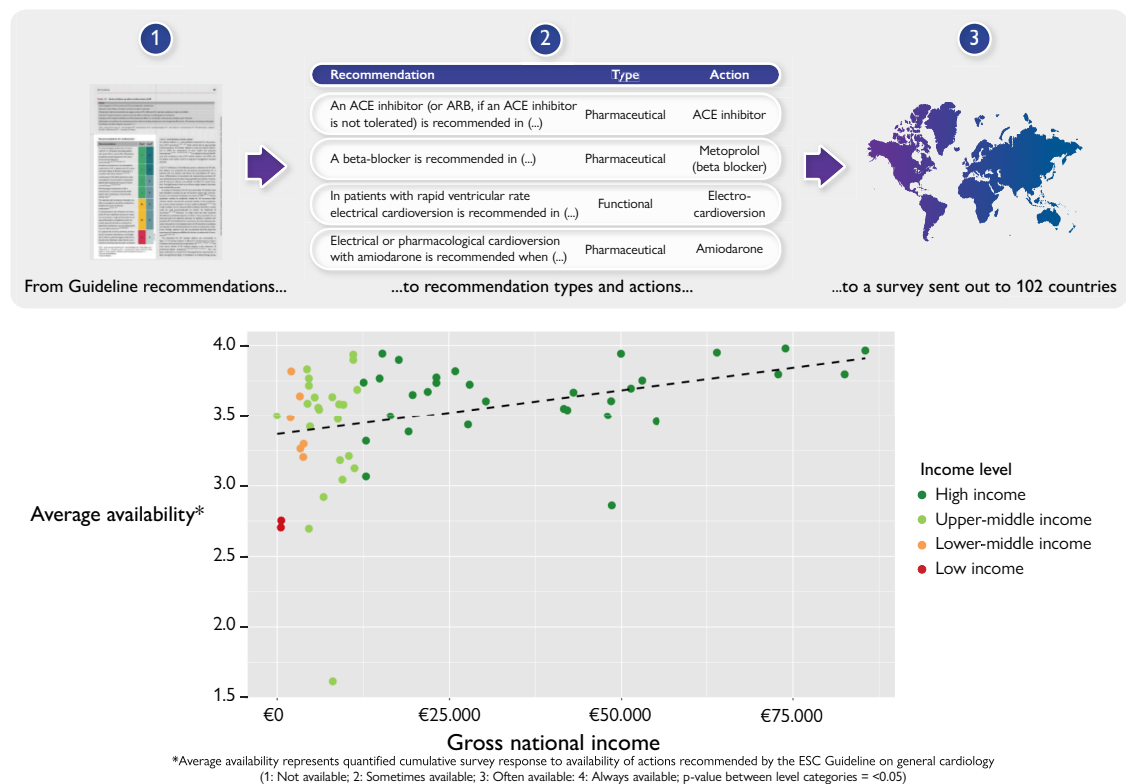 1
2
3
Recommendation Type Action
An ACE inhibitor (or ARB, if an ACE inhibitor
is not tolerated) is recommended in (...)
Pharmaceutical
ACE inhibitor
A beta-blocker is recommended in (...)
Pharmaceutical
Metoprolol
(beta blocker)
In patients with rapid ventricular rate
electrical cardioversion is recommended in (...)
Functional
Electro-
cardioversion
Electrical or pharmacological cardioversion
with amiodarone is recommended when (...)
Pharmaceutical
Amiodarone
From Guideline recommendations...
...to recommendation types and actions...
...to a survey sent out to 102 countries
Average availability*
4.0
3.5
3.0
2.5
2.0
1.5
€0
€25.000
€50.000
€75.000
Gross national income
Income level
High income
Upper-middle income
Lower-middle income
Low income
*Average availability represents quantified cumulative survey response to availability of actions recommended by the ESC Guideline on general cardiology
(1: Not available; 2: Sometimes available; 3: Often available: 4: Always available; p-value between level categories = <0.05)